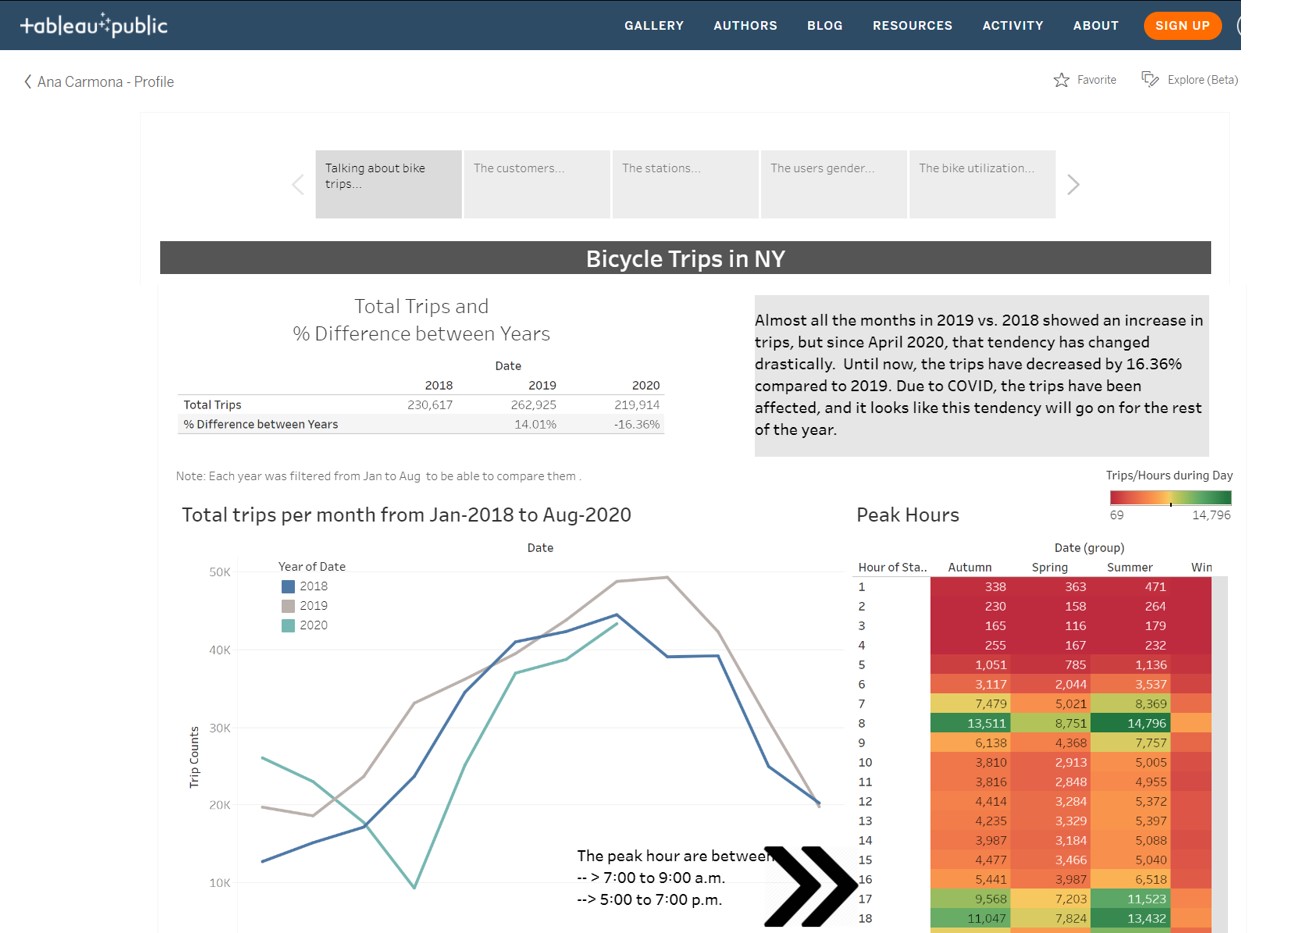 tableau public
GALLERY AUTHORS BLOG RESOURCES ACTIVITY ABOUT SIGN UP
Ana Carmona - Profile
Favorite Explore (Beta)
Talking about bike
trips...
The customers...
The stations...
The users gender...
The bike utilization...
Bicycle Trips in NY
Total Trips and
% Difference between Years
Date
2018 2019 2020
Total Trips 230,617 262,925 219,914
% Difference between Years 14.01% -16.36%
Note: Each year was filtered from Jan to Aug to be able to compare them .
Almost all the months in 2019 vs. 2018 showed an increase in
trips, but since April 2020, that tendency has changed
drastically. Until now, the trips have decreased by 16.36%
compared to 2019. Due to COVID, the trips have been
affected, and it looks like this tendency will go on for the rest
of the year.
Trips/Hours during Day
69 14,796
Total trips per month from Jan-2018 to Aug-2020
Date
Year of Date
2018
2019
2020
Trip Counts
50K
40K
30K
20K
10K
The peak hour are between
-- > 7:00 to 9:00 a.m.
--> 5:00 to 7:00 p.m.
Peak Hours
Date (group)
Hour of Sta.. Autumn Spring Summer Win
1 338 363 471
2 230 158 264
3 165 116 179
4 255 167 232
5 1,051 785 1,136
6 3,117 2,044 3,537
7 7,479 5,021 8,369
8 13,511 8,751 14,796
9 6,138 4,368 7,757
10 3,810 2,913 5,005
11 3,816 2,848 4,955
12 4,414 3,284 5,372
13 4,235 3,329 5,397
14 3,987 3,184 5,088
15 4,477 3,466 5,040
16 5,441 3,987 6,518
17 9,568 7,203 11,523
18 11,047 7,824 13,432